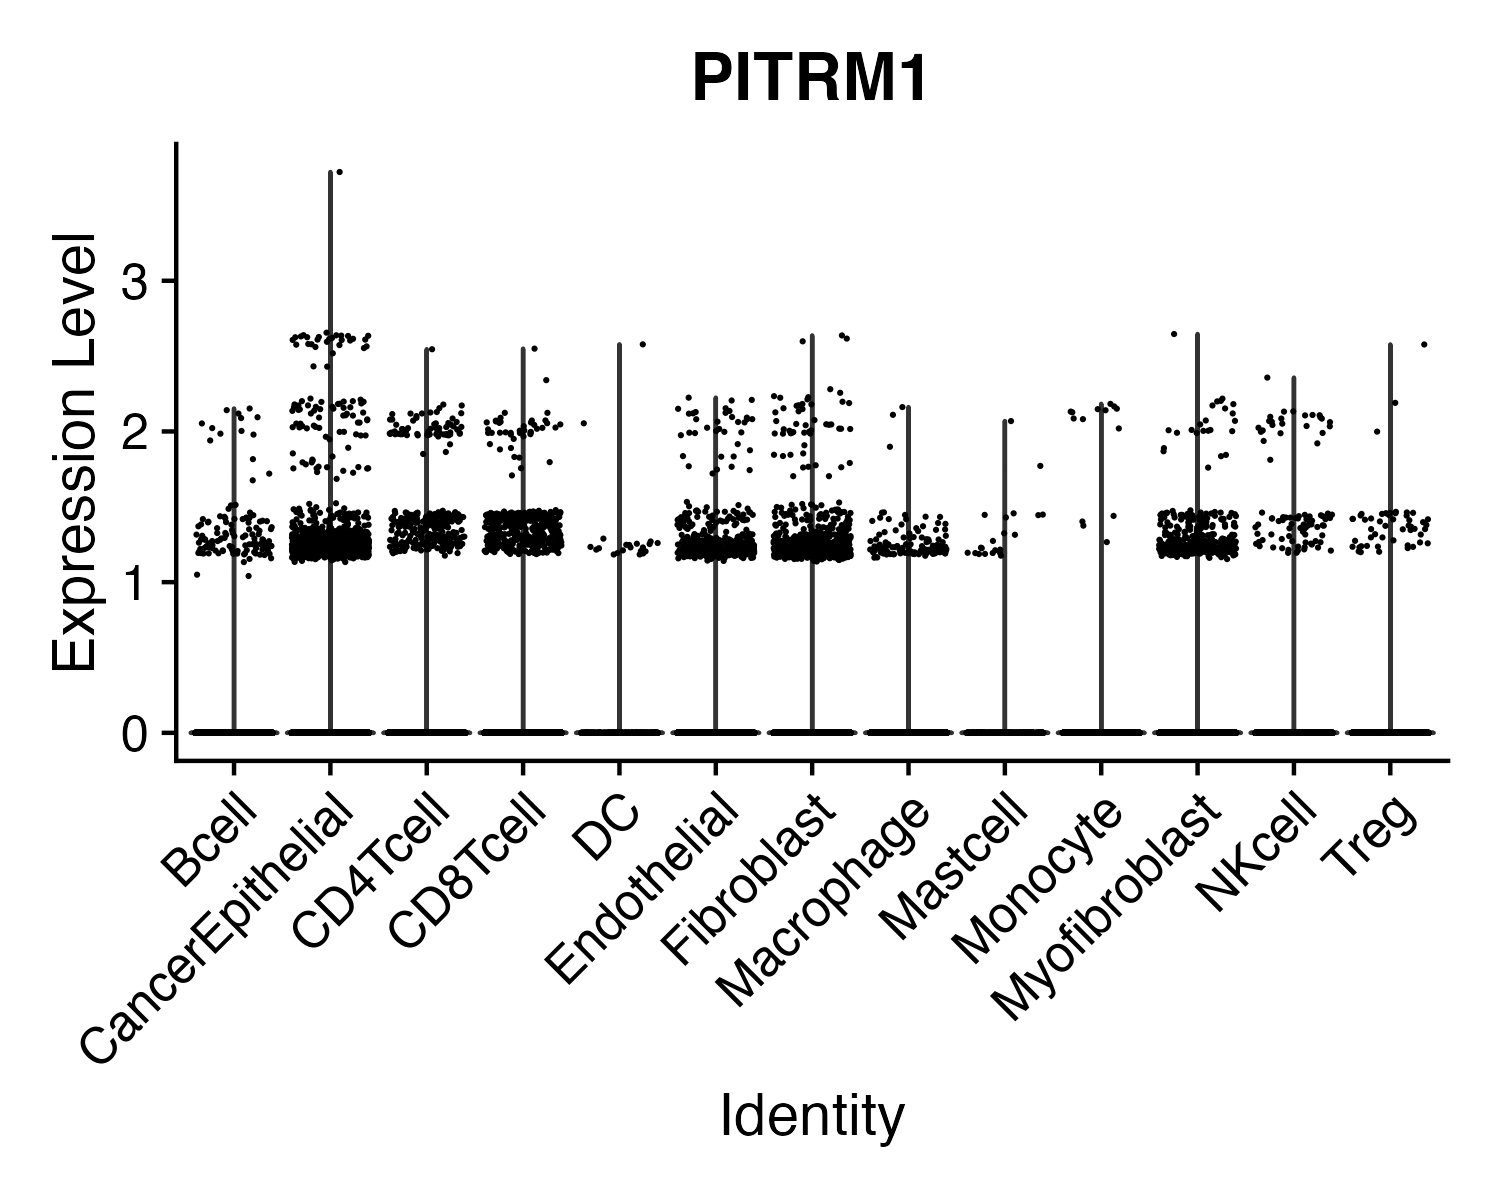 PITRM1
Expression Level
3
2
1
0
Bcell
CancerEpithelial
CD4Tcell
CD8Tcell
DC
Endothelial
Fibroblast
Macrophage
Mastcell
Monocyte
Myofibroblast
NKcell
Treg
Identity